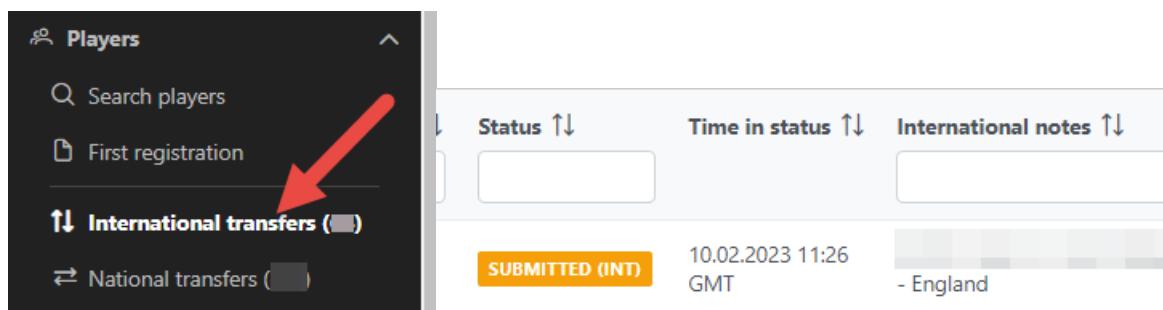 Players
Search players
First registration
International transfers ( )
National transfers ( )
Status Time in status International notes
SUBMITTED (INT) 10.02.2023 11:26 GMT
- England